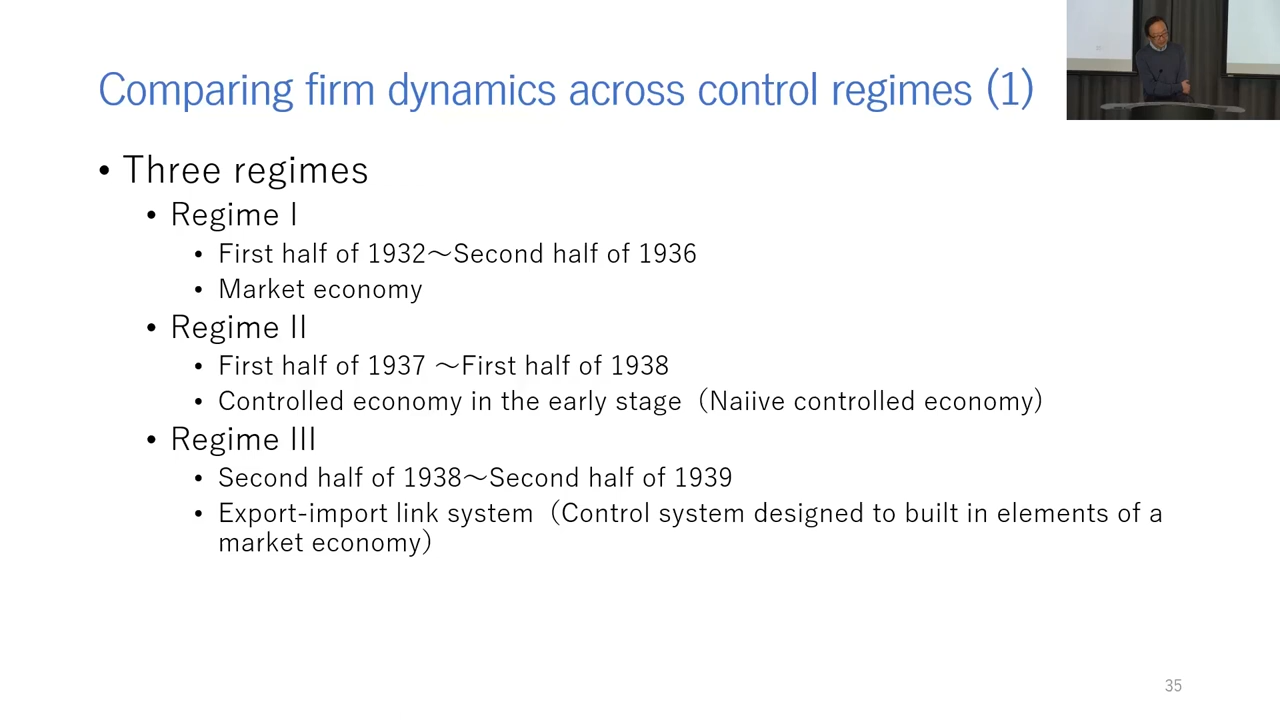 Comparing firm dynamics across control regimes (1)
• Three regimes
• Regime I
• First half of 1932～Second half of 1936
• Market economy
• Regime II
• First half of 1937 ～First half of 1938
• Controlled economy in the early stage（Naiive controlled economy）
• Regime III
• Second half of 1938～Second half of 1939
• Export-import link system（Control system designed to built in elements of a
market economy）
35